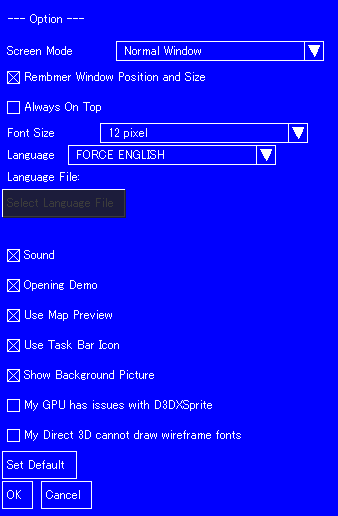 --- Option ---
Screen Mode Normal Window
Rembmer Window Position and Size
Always On Top
Font Size 12 pixel
Language FORCE ENGLISH
Language File:
Select Language File
Sound
Opening Demo
Use Map Preview
Use Task Bar Icon
Show Background Picture
My GPU has issues with D3DXSprite
My Direct 3D cannot draw wireframe fonts
Set Default
OK Cancel